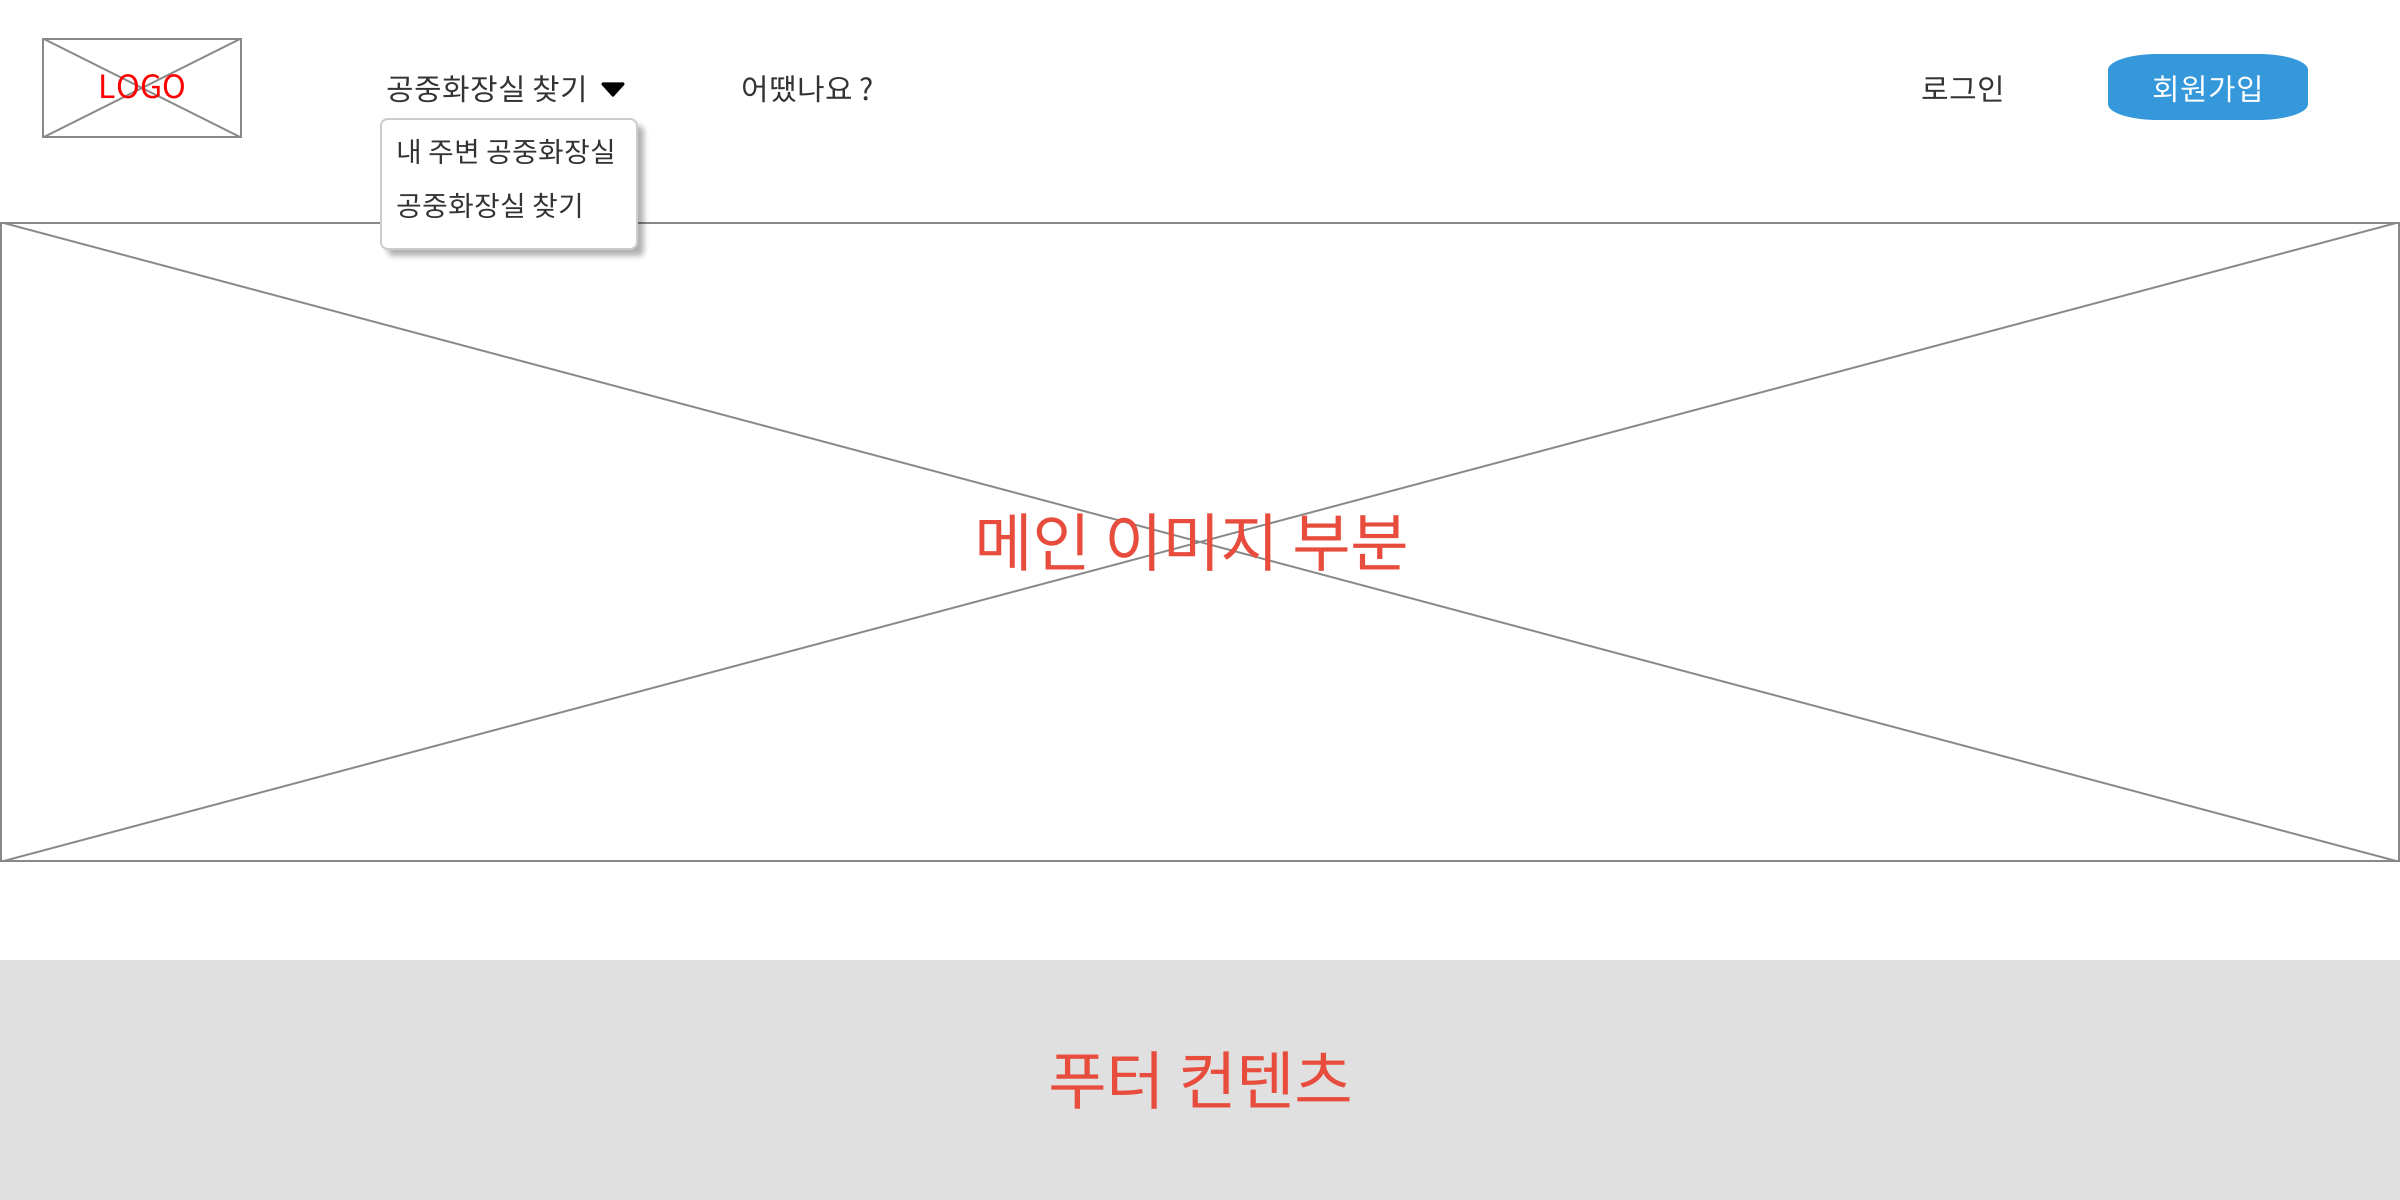 LOGO
공중화장실 찾기
어땠나요 ?
로그인
회원가입
내 주변 공중화장실
공중화장실 찾기
메인 이미지 부분
푸터 컨텐츠